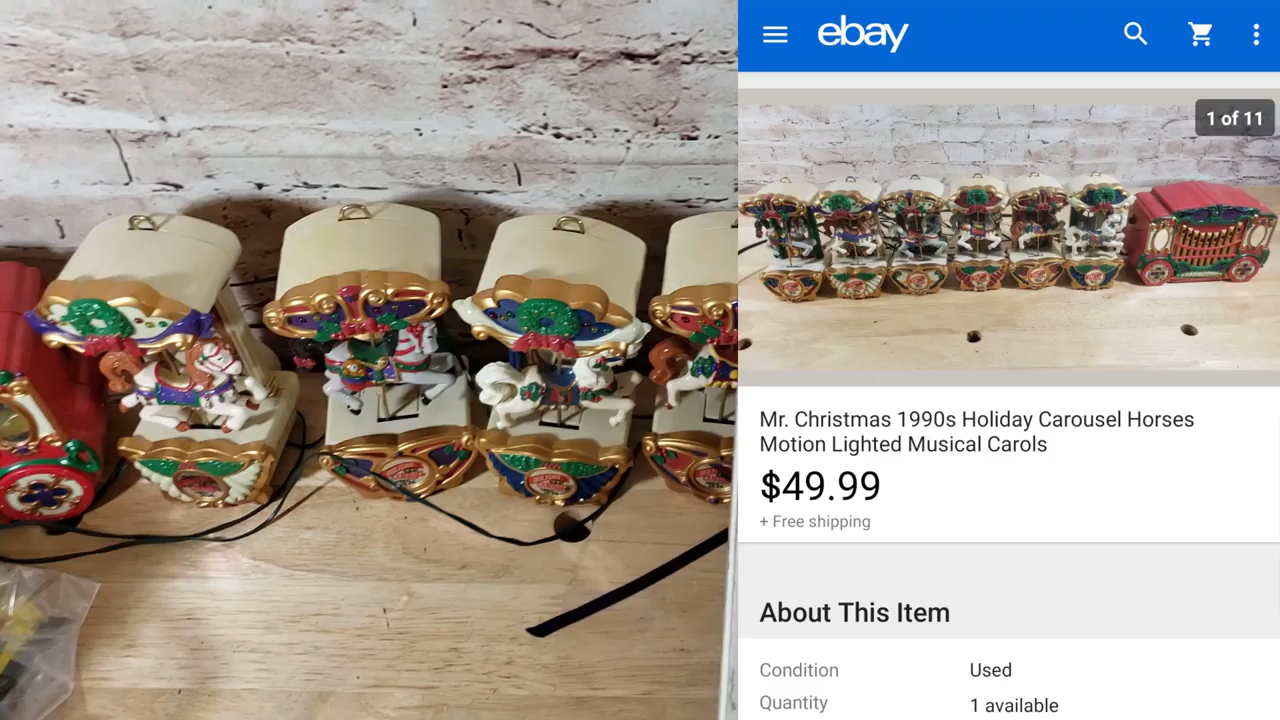 ebay
1 of 11
Mr. Christmas 1990s Holiday Carousel Horses
Motion Lighted Musical Carols
$49.99
+ Free shipping
About This Item
Condition Used
Quantity 1 available